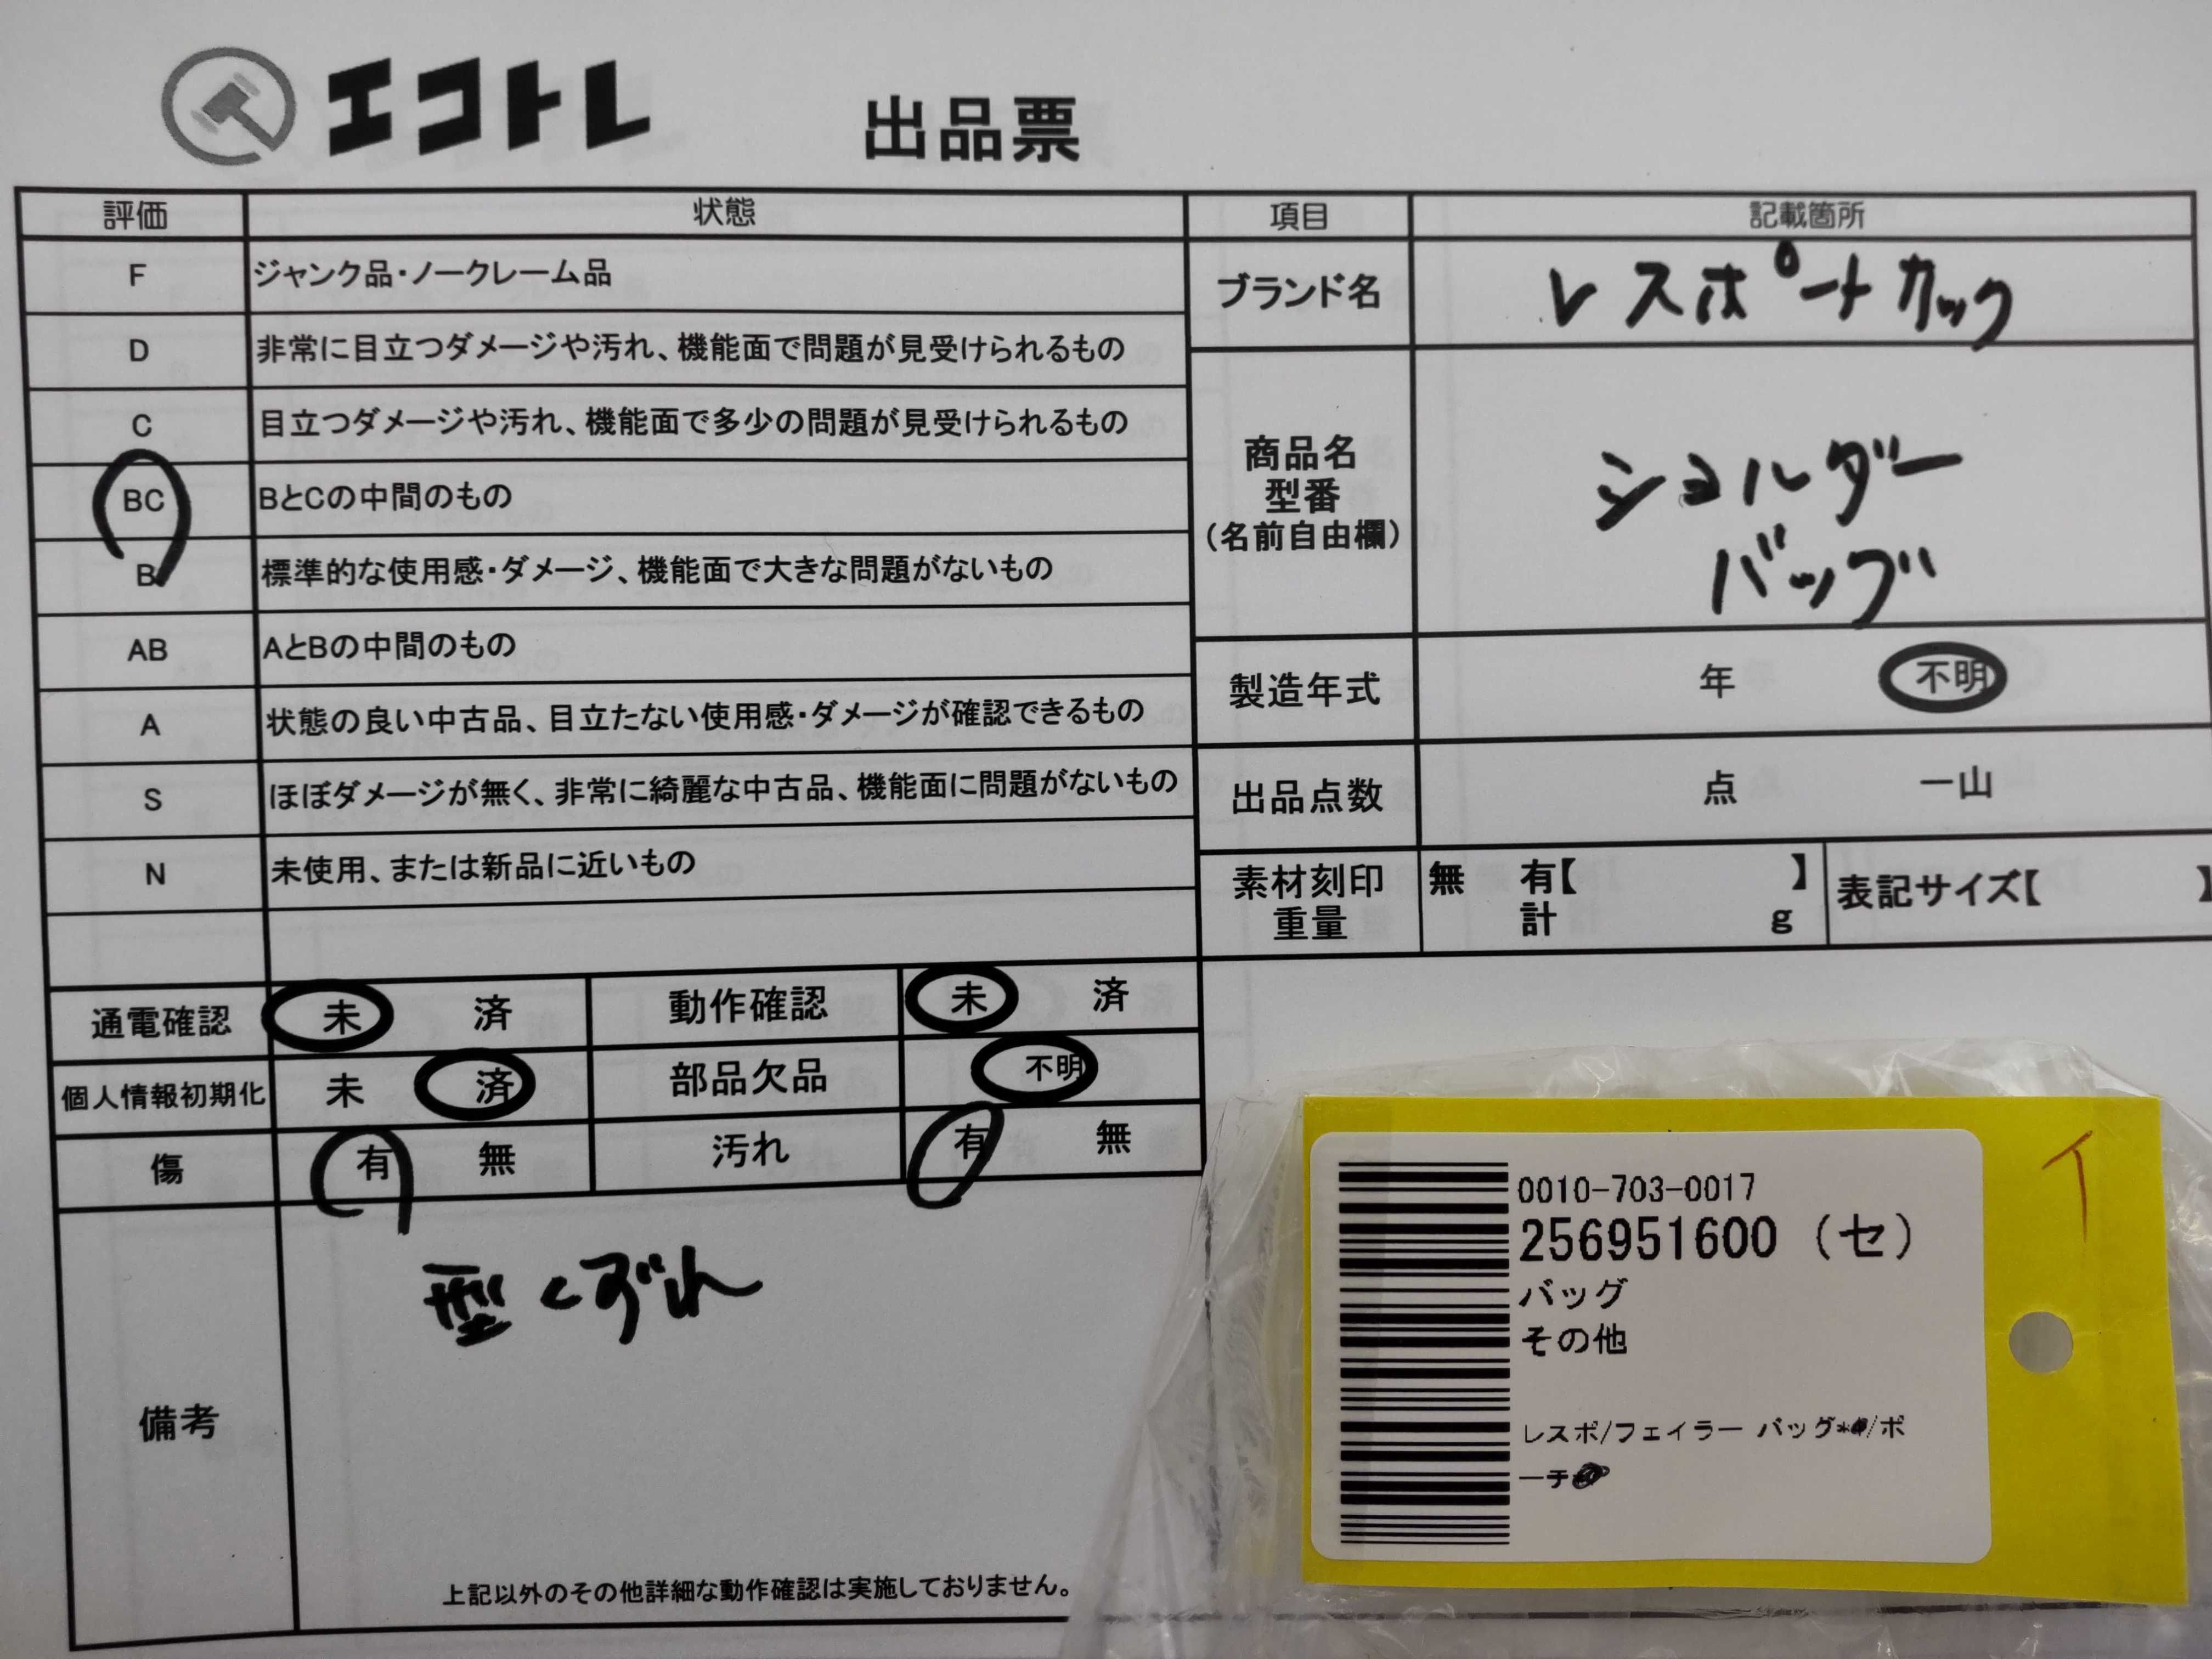 エコトレ
出品票
評価 状態
F ジャンク品・ノークレーム品
D 非常に目立つダメージや汚れ、機能面で問題が見受けられるもの
C 目立つダメージや汚れ、機能面で多少の問題が見受けられるもの
BC BとCの中間のもの
B 標準的な使用感・ダメージ、機能面で大きな問題がないもの
AB AとBの中間のもの
A 状態の良い中古品、目立たない使用感・ダメージが確認できるもの
S ほぼダメージが無く、非常に綺麗な中古品、機能面に問題がないもの
N 未使用、または新品に近いもの
項目 記載箇所
ブランド名 レスポートサック
商品名
型番
(名前自由欄)
ショルダー
バッグ
製造年式 年 不明
出品点数 点 一山
素材刻印
重量
無 有【 】
計 g
表記サイズ【 】
通電確認 未 済 動作確認 未 済
個人情報初期化 未 済 部品欠品 不明
傷 有 無 汚れ 有 無
備考
型くずれ
上記以外のその他詳細な動作確認は実施しておりません。
イ
0010-703-0017
256951600 (セ)
バッグ
その他
レスポ/フェイラー バッグ* /ポ
ーチ